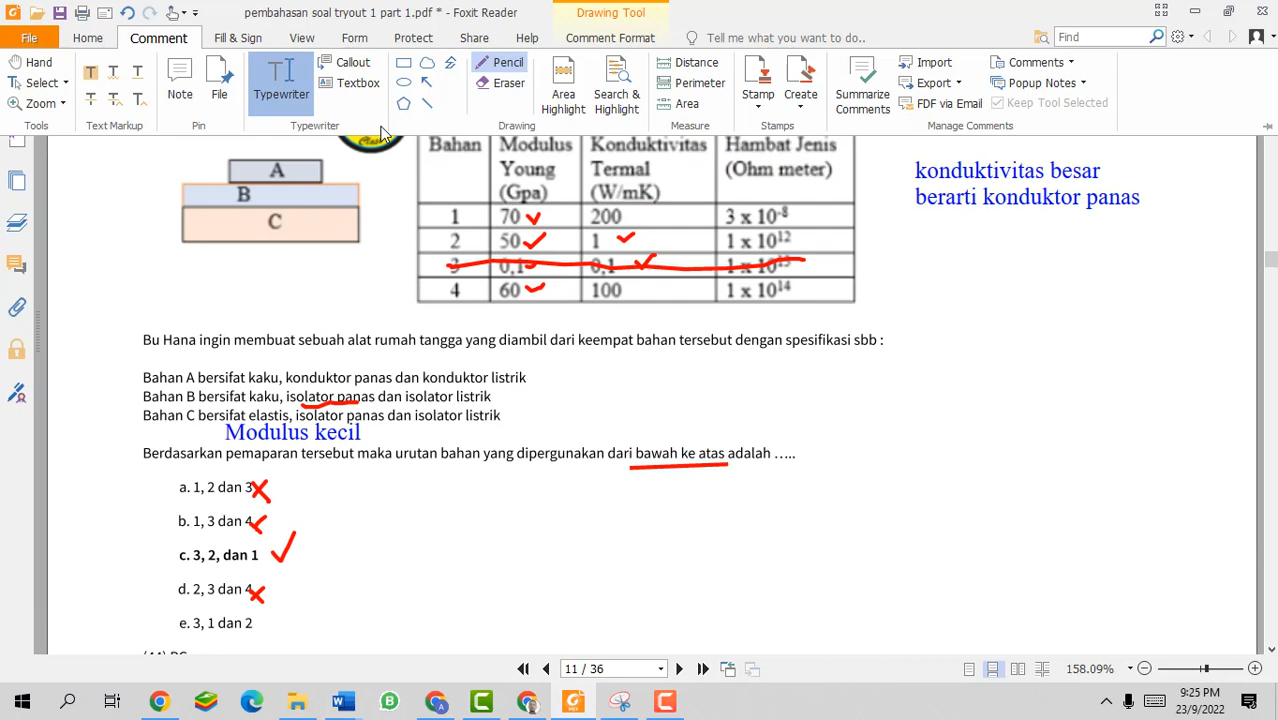 pembahasan soal tryout 1 part 1.pdf * - Foxit Reader
Drawing Tool
File
Home
Comment
Fill & Sign
View
Form
Protect
Share
Help
Comment Format
Tell me what you want to do...
Find
Hand
Select
Zoom
Tools
Text Markup
Note
File
Pin
Typewriter
Callout
Textbox
Typewriter
Pencil
Eraser
Area Highlight
Search & Highlight
Drawing
Distance
Perimeter
Area
Measure
Stamp
Create
Stamps
Summarize Comments
Import
Export
FDF via Email
Comments
Popup Notes
Keep Tool Selected
Manage Comments
A
B
C
Bahan Modulus Young (Gpa) Konduktivitas Termal (W/mK) Hambat Jenis (Ohm meter)
1 70 200 3 x 10⁻⁸
2 50 1 1 x 10¹²
3 0,1 0,1 1 x 10¹⁵
4 60 100 1 x 10¹⁴
konduktivitas besar
berarti konduktor panas
Bu Hana ingin membuat sebuah alat rumah tangga yang diambil dari keempat bahan tersebut dengan spesifikasi sbb :
Bahan A bersifat kaku, konduktor panas dan konduktor listrik
Bahan B bersifat kaku, isolator panas dan isolator listrik
Bahan C bersifat elastis, isolator panas dan isolator listrik
Modulus kecil
Berdasarkan pemaparan tersebut maka urutan bahan yang dipergunakan dari bawah ke atas adalah …..
a. 1, 2 dan 3
b. 1, 3 dan 4
c. 3, 2, dan 1
d. 2, 3 dan 4
e. 3, 1 dan 2
11 / 36
158.09%
9:25 PM
23/9/2022